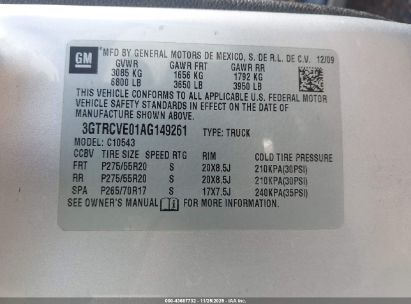 GM
MFD BY GENERAL MOTORS DE MEXICO, S. DE R.L. DE C.V. 12/09
GVWR GAWR FRT GAWR RR
3085 KG 1656 KG 1792 KG
6800 LB 3650 LB 3950 LB
THIS VEHICLE CONFORMS TO ALL APPLICABLE U.S. FEDERAL MOTOR
VEHICLE SAFETY STANDARDS IN EFFECT ON THE DATE OF
MANUFACTURE SHOWN ABOVE.
3GTRCVE01AG149261 TYPE: TRUCK
MODEL: C10543
CCBV TIRE SIZE SPEED RTG RIM COLD TIRE PRESSURE
FRT P275/55R20 S 20X8.5J 210KPA(30PSI)
RR P275/55R20 S 20X8.5J 210KPA(30PSI)
SPA P265/70R17 S 17X7.5J 240KPA(35PSI)
SEE OWNER'S MANUAL FOR MORE INFORMATION.